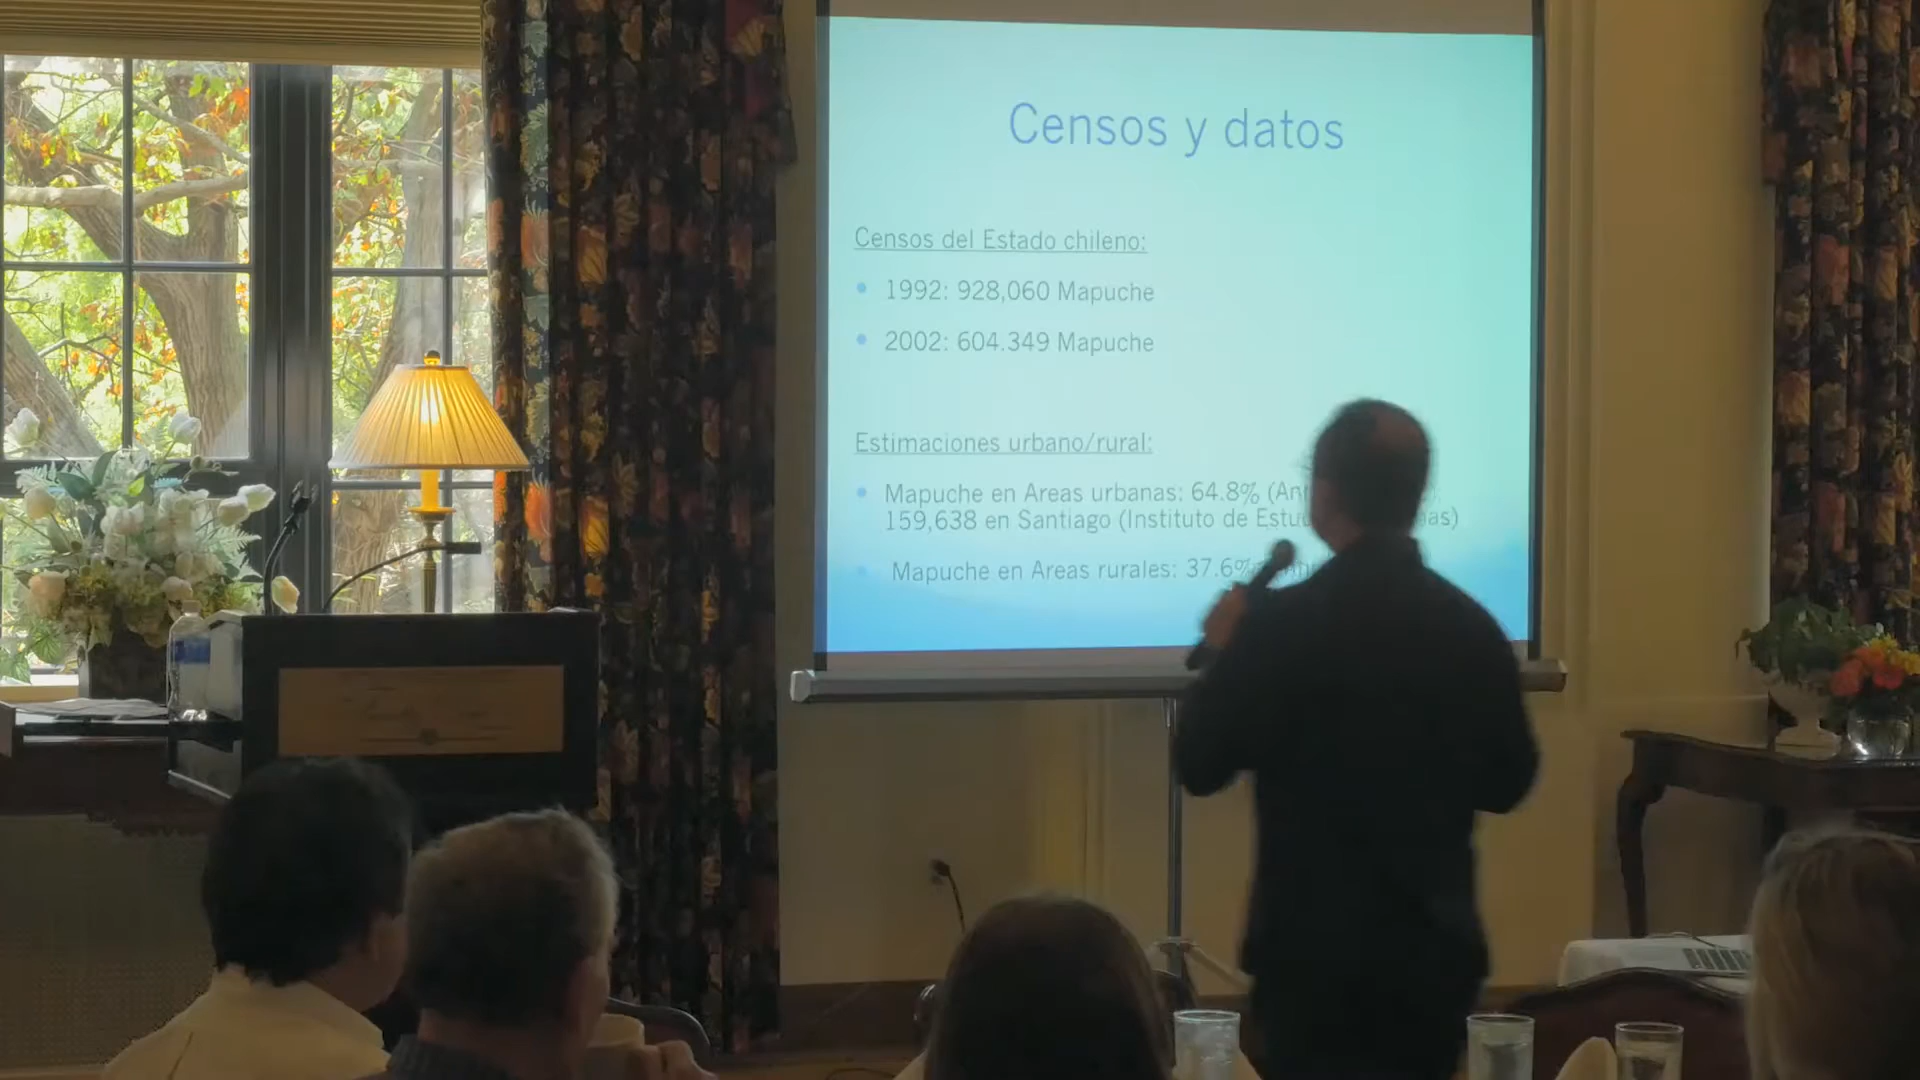 Censos y datos
Censos del Estado chileno:
1992: 928,060 Mapuche
2002: 604.349 Mapuche
Estimaciones urbano/rural:
Mapuche en Areas urbanas: 64.8%
159,638 en Santiago (Instituto de
Mapuche en Areas rurales: 37.6%